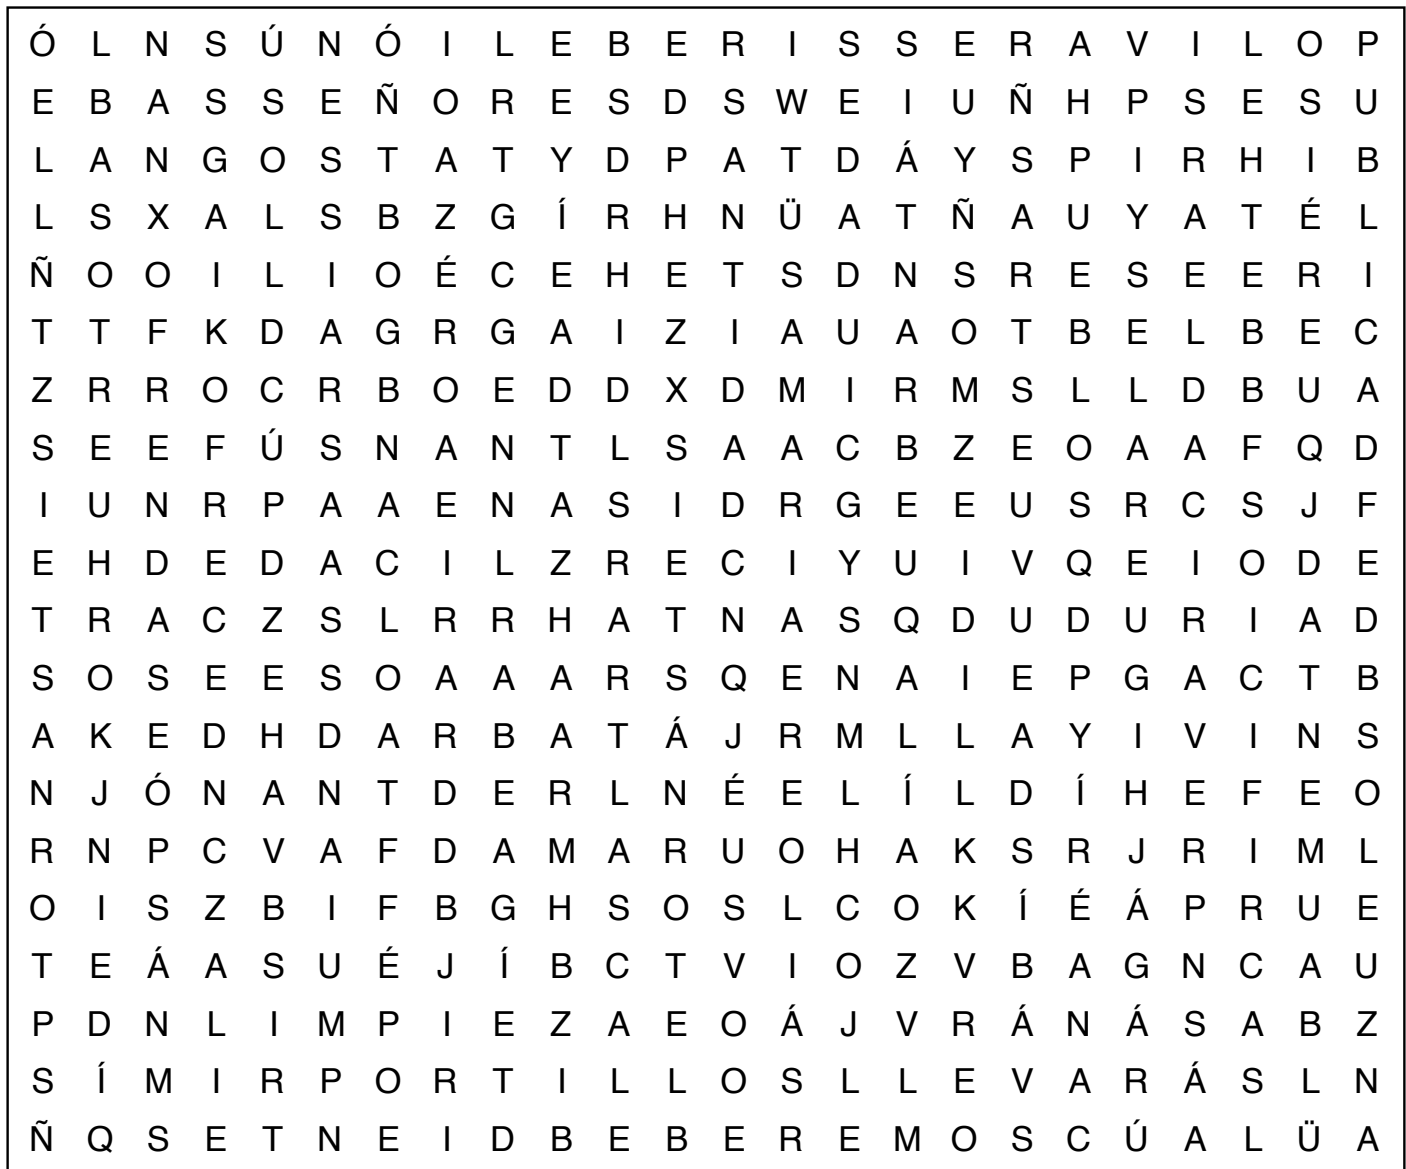 Ó L N S Ú N Ó I L E B E R I S S E R A V I L O P
E B A S S E Ñ O R E S D S W E I U Ñ H P S E S U
L A N G O S T A T Y D P A T D Á Y S P I R H I B
L S X A L S B Z G Í R H N Ü A T Ñ A U Y A T É L
Ñ O O I L I O É C E H E T S D N S R E S E E R I
T T F K D A G R G A I Z I A U A O T B E L B E C
Z R R O C R B O E D D X D M I R M S L L D B U A
S E E F Ú S N A N T L S A A C B Z E O A A F Q D
I U N R P A A E N A S I D R G E E U S R C S J F
E H D E D A C I L Z R E C I Y U I V Q E I O D E
T R A C Z S L R R H A T N A S Q D U D U R I A D
S O S E E S O A A A R S Q E N A I E P G A C T B
A K E D H D A R B A T Á J R M L L A Y I V I N S
N J Ó N A N T D E R L N É E L Í L D Í H E F E O
R N P C V A F D A M A R U O H A K S R J R I M L
O I S Z B I F B G H S O S L C O K Í É Á P R U E
T E Á A S U É J Í B C T V I O Z V B A G N C A U
P D N L I M P I E Z A E O Á J V R Á N Á S A B Z
S Í M I R P O R T I L L O S L L E V A R Á S L N
Ñ Q S E T N E I D B E B E R E M O S C Ú A L Ü A